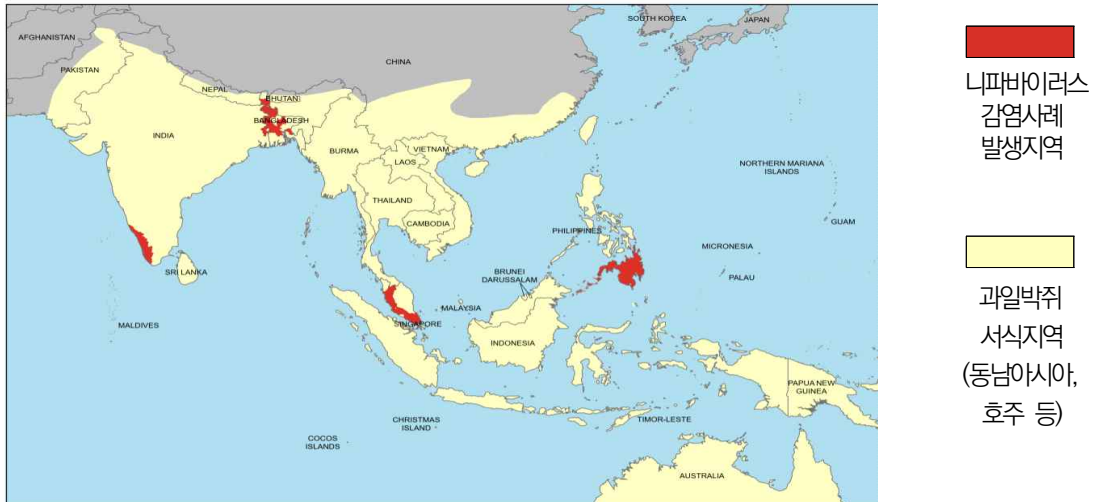 SOUTH KOREA
JAPAN
AFGHANISTAN
CHINA
PAKISTAN
NEPAL
BHUTAN
BANGLADESH
INDIA
BURMA
VIETNAM
LAOS
THAILAND
CAMBODIA
PHILIPPINES
NORTHERN MARIANA
ISLANDS
GUAM
MICRONESIA
PALAU
SRI LANKA
MALDIVES
BRUNEI
DARUSSALAM
MALAYSIA
SINGAPORE
INDONESIA
PAPUA NEW
GUINEA
CHRISTMAS
ISLAND
TIMOR-LESTE
COCOS
ISLANDS
AUSTRALIA
니파바이러스
감염사례
발생지역
과일박쥐
서식지역
(동남아시아,
호주 등)